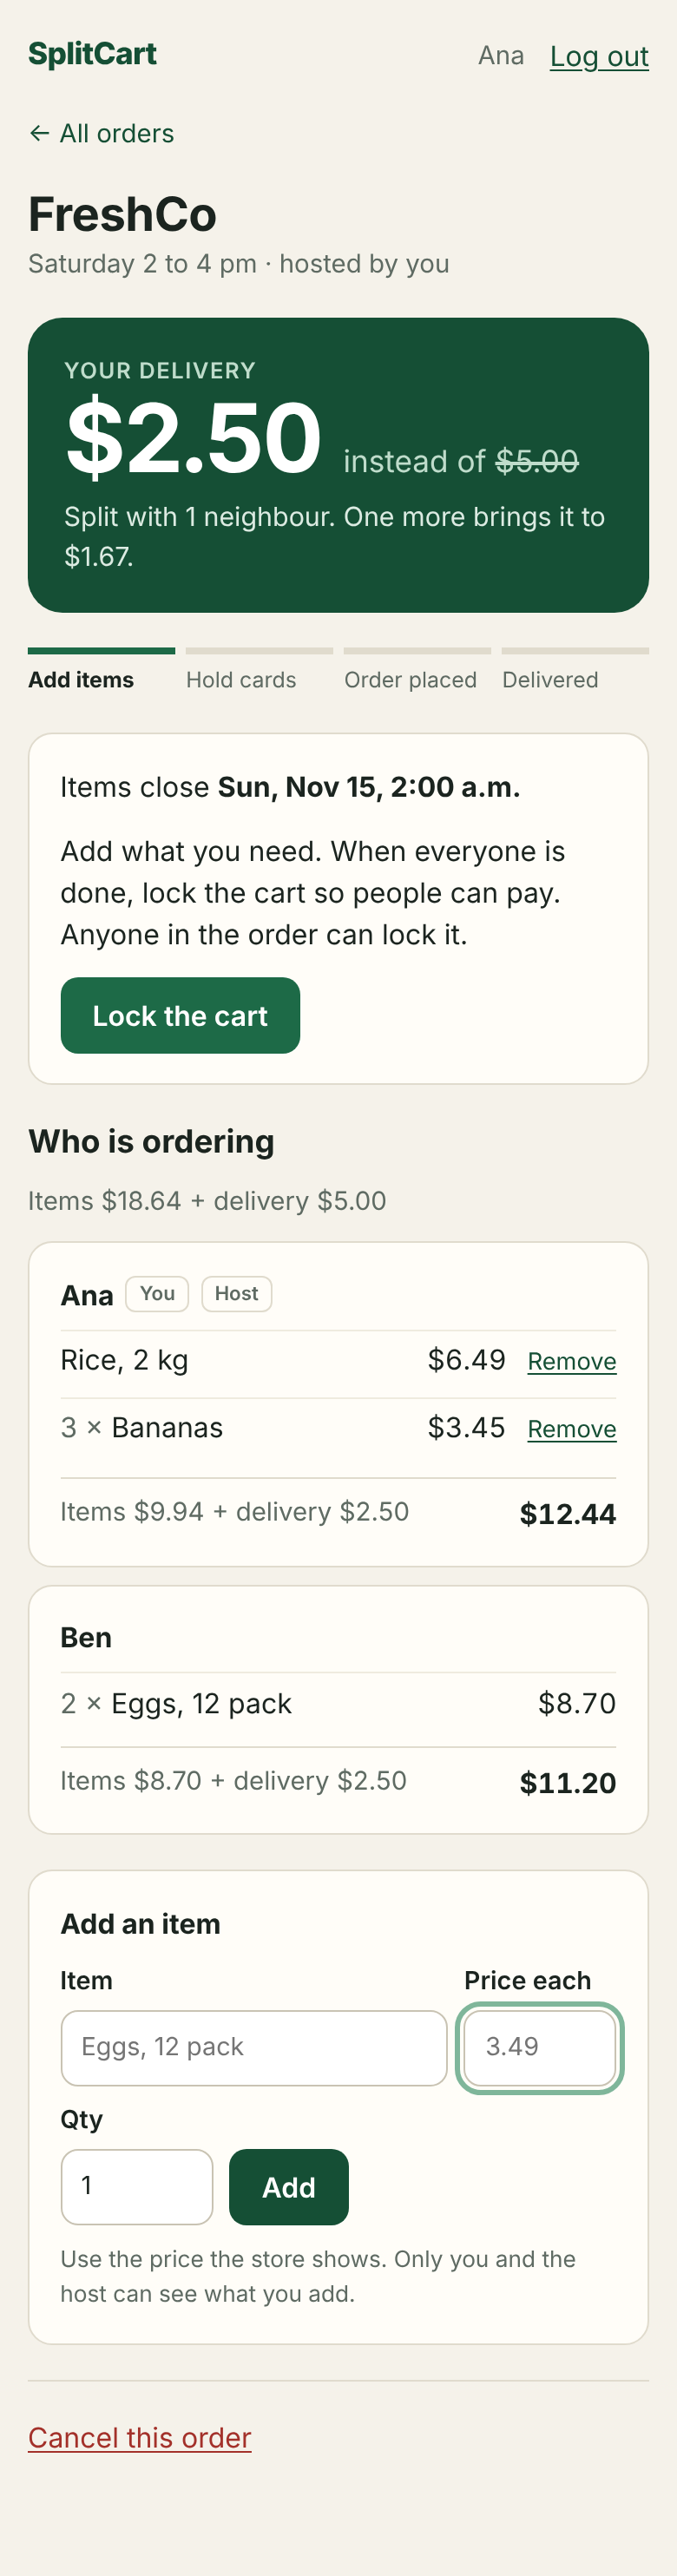 SplitCart
Ana Log out
← All orders
FreshCo
Saturday 2 to 4 pm · hosted by you
YOUR DELIVERY
$2.50 instead of $5.00
Split with 1 neighbour. One more brings it to
$1.67.
Add items Hold cards Order placed Delivered
Items close Sun, Nov 15, 2:00 a.m.
Add what you need. When everyone is
done, lock the cart so people can pay.
Anyone in the order can lock it.
Lock the cart
Who is ordering
Items $18.64 + delivery $5.00
Ana You Host
Rice, 2 kg $6.49 Remove
3 × Bananas $3.45 Remove
Items $9.94 + delivery $2.50 $12.44
Ben
2 × Eggs, 12 pack $8.70
Items $8.70 + delivery $2.50 $11.20
Add an item
Item Price each
Eggs, 12 pack 3.49
Qty
1 Add
Use the price the store shows. Only you and the
host can see what you add.
Cancel this order